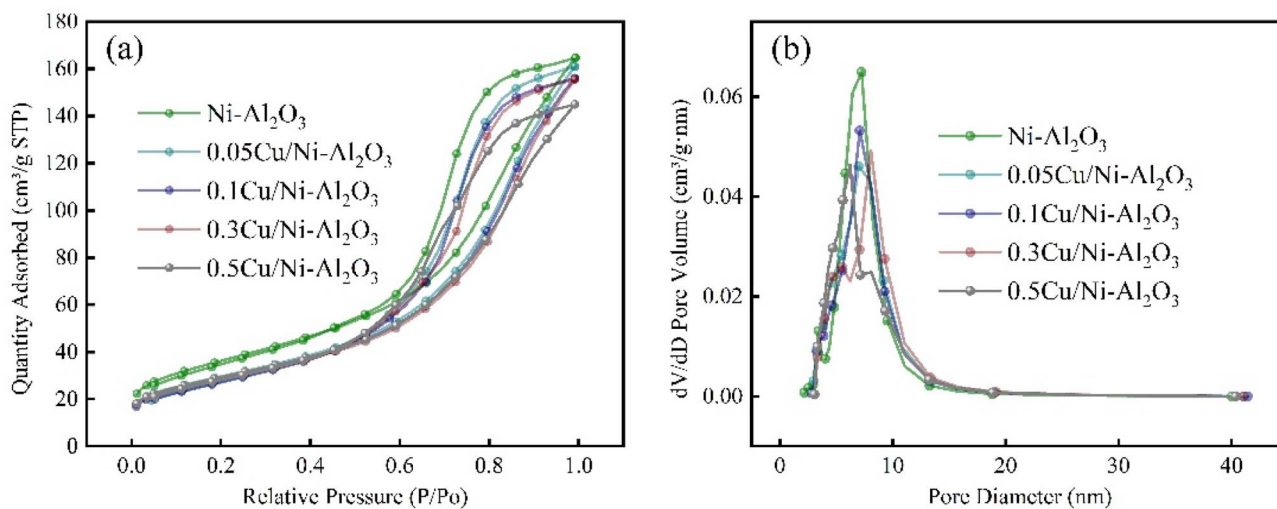 (a)
180
160
140
120
100
80
60
40
20
0
Quantity Adsorbed (cm³/g STP)
Ni-Al₂O₃
0.05Cu/Ni-Al₂O₃
0.1Cu/Ni-Al₂O₃
0.3Cu/Ni-Al₂O₃
0.5Cu/Ni-Al₂O₃
0.0 0.2 0.4 0.6 0.8 1.0
Relative Pressure (P/Po)
(b)
0.06
0.04
0.02
0.00
dV/dD Pore Volume (cm³/g·nm)
Ni-Al₂O₃
0.05Cu/Ni-Al₂O₃
0.1Cu/Ni-Al₂O₃
0.3Cu/Ni-Al₂O₃
0.5Cu/Ni-Al₂O₃
0 10 20 30 40
Pore Diameter (nm)